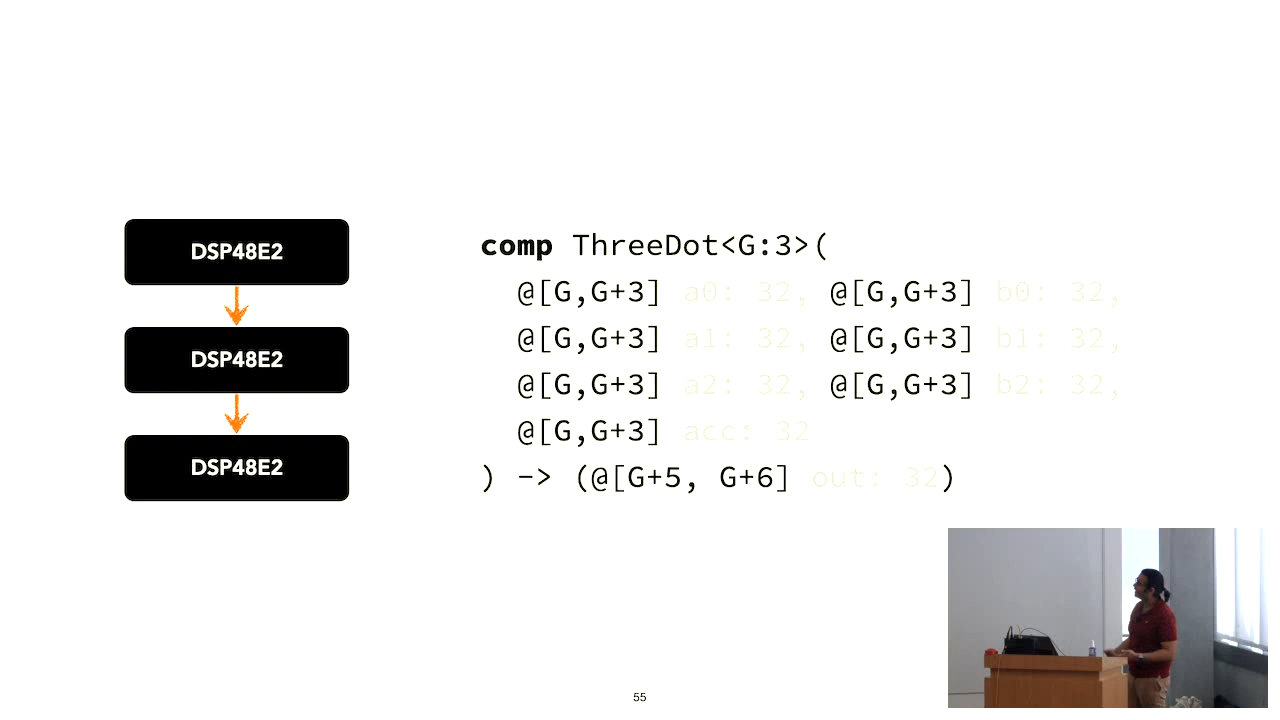 DSP48E2
DSP48E2
DSP48E2
comp ThreeDot<G:3>(
@[G,G+3] a0: 32, @[G,G+3] b0: 32,
@[G,G+3] a1: 32, @[G,G+3] b1: 32,
@[G,G+3] a2: 32, @[G,G+3] b2: 32,
@[G,G+3] acc: 32
) -> (@[G+5, G+6] out: 32)
55